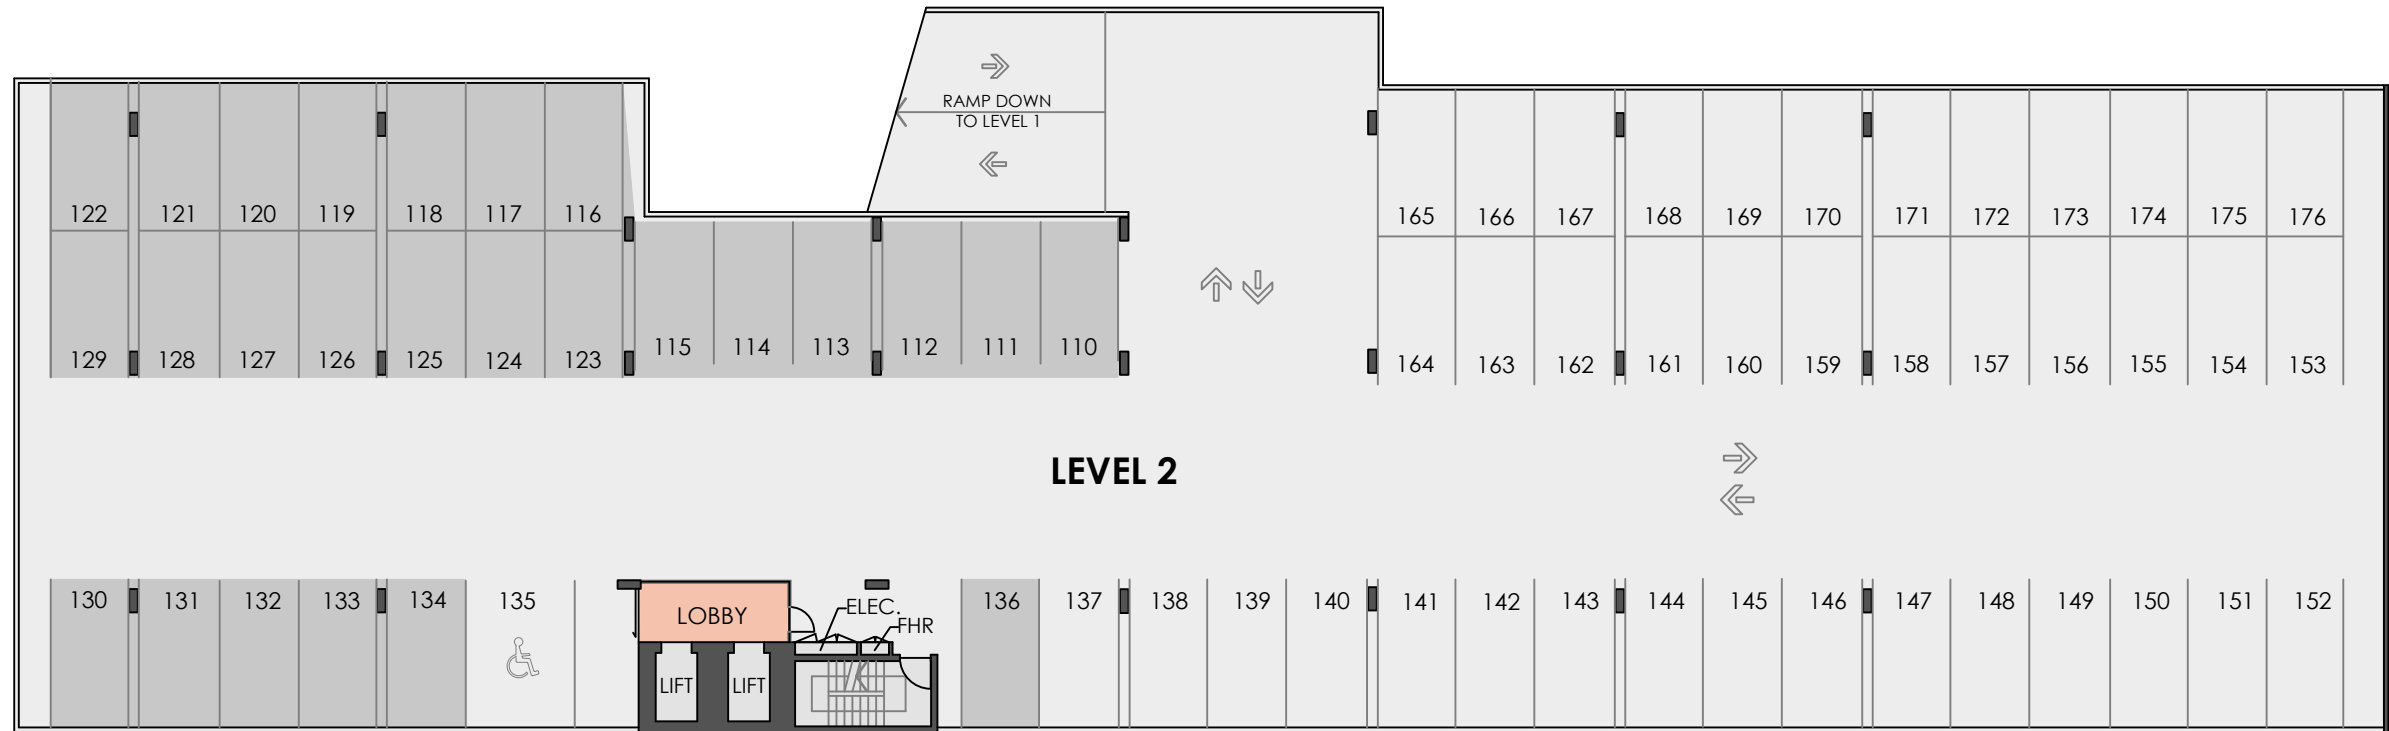 RAMP DOWN
TO LEVEL 1
122 121 120 119 118 117 116
165 166 167 168 169 170 171 172 173 174 175 176
129 128 127 126 125 124 123 115 114 113 112 111 110
164 163 162 161 160 159 158 157 156 155 154 153
LEVEL 2
130 131 132 133 134 135
LOBBY
ELEC.
FHR
LIFT LIFT
136 137 138 139 140 141 142 143 144 145 146 147 148 149 150 151 152